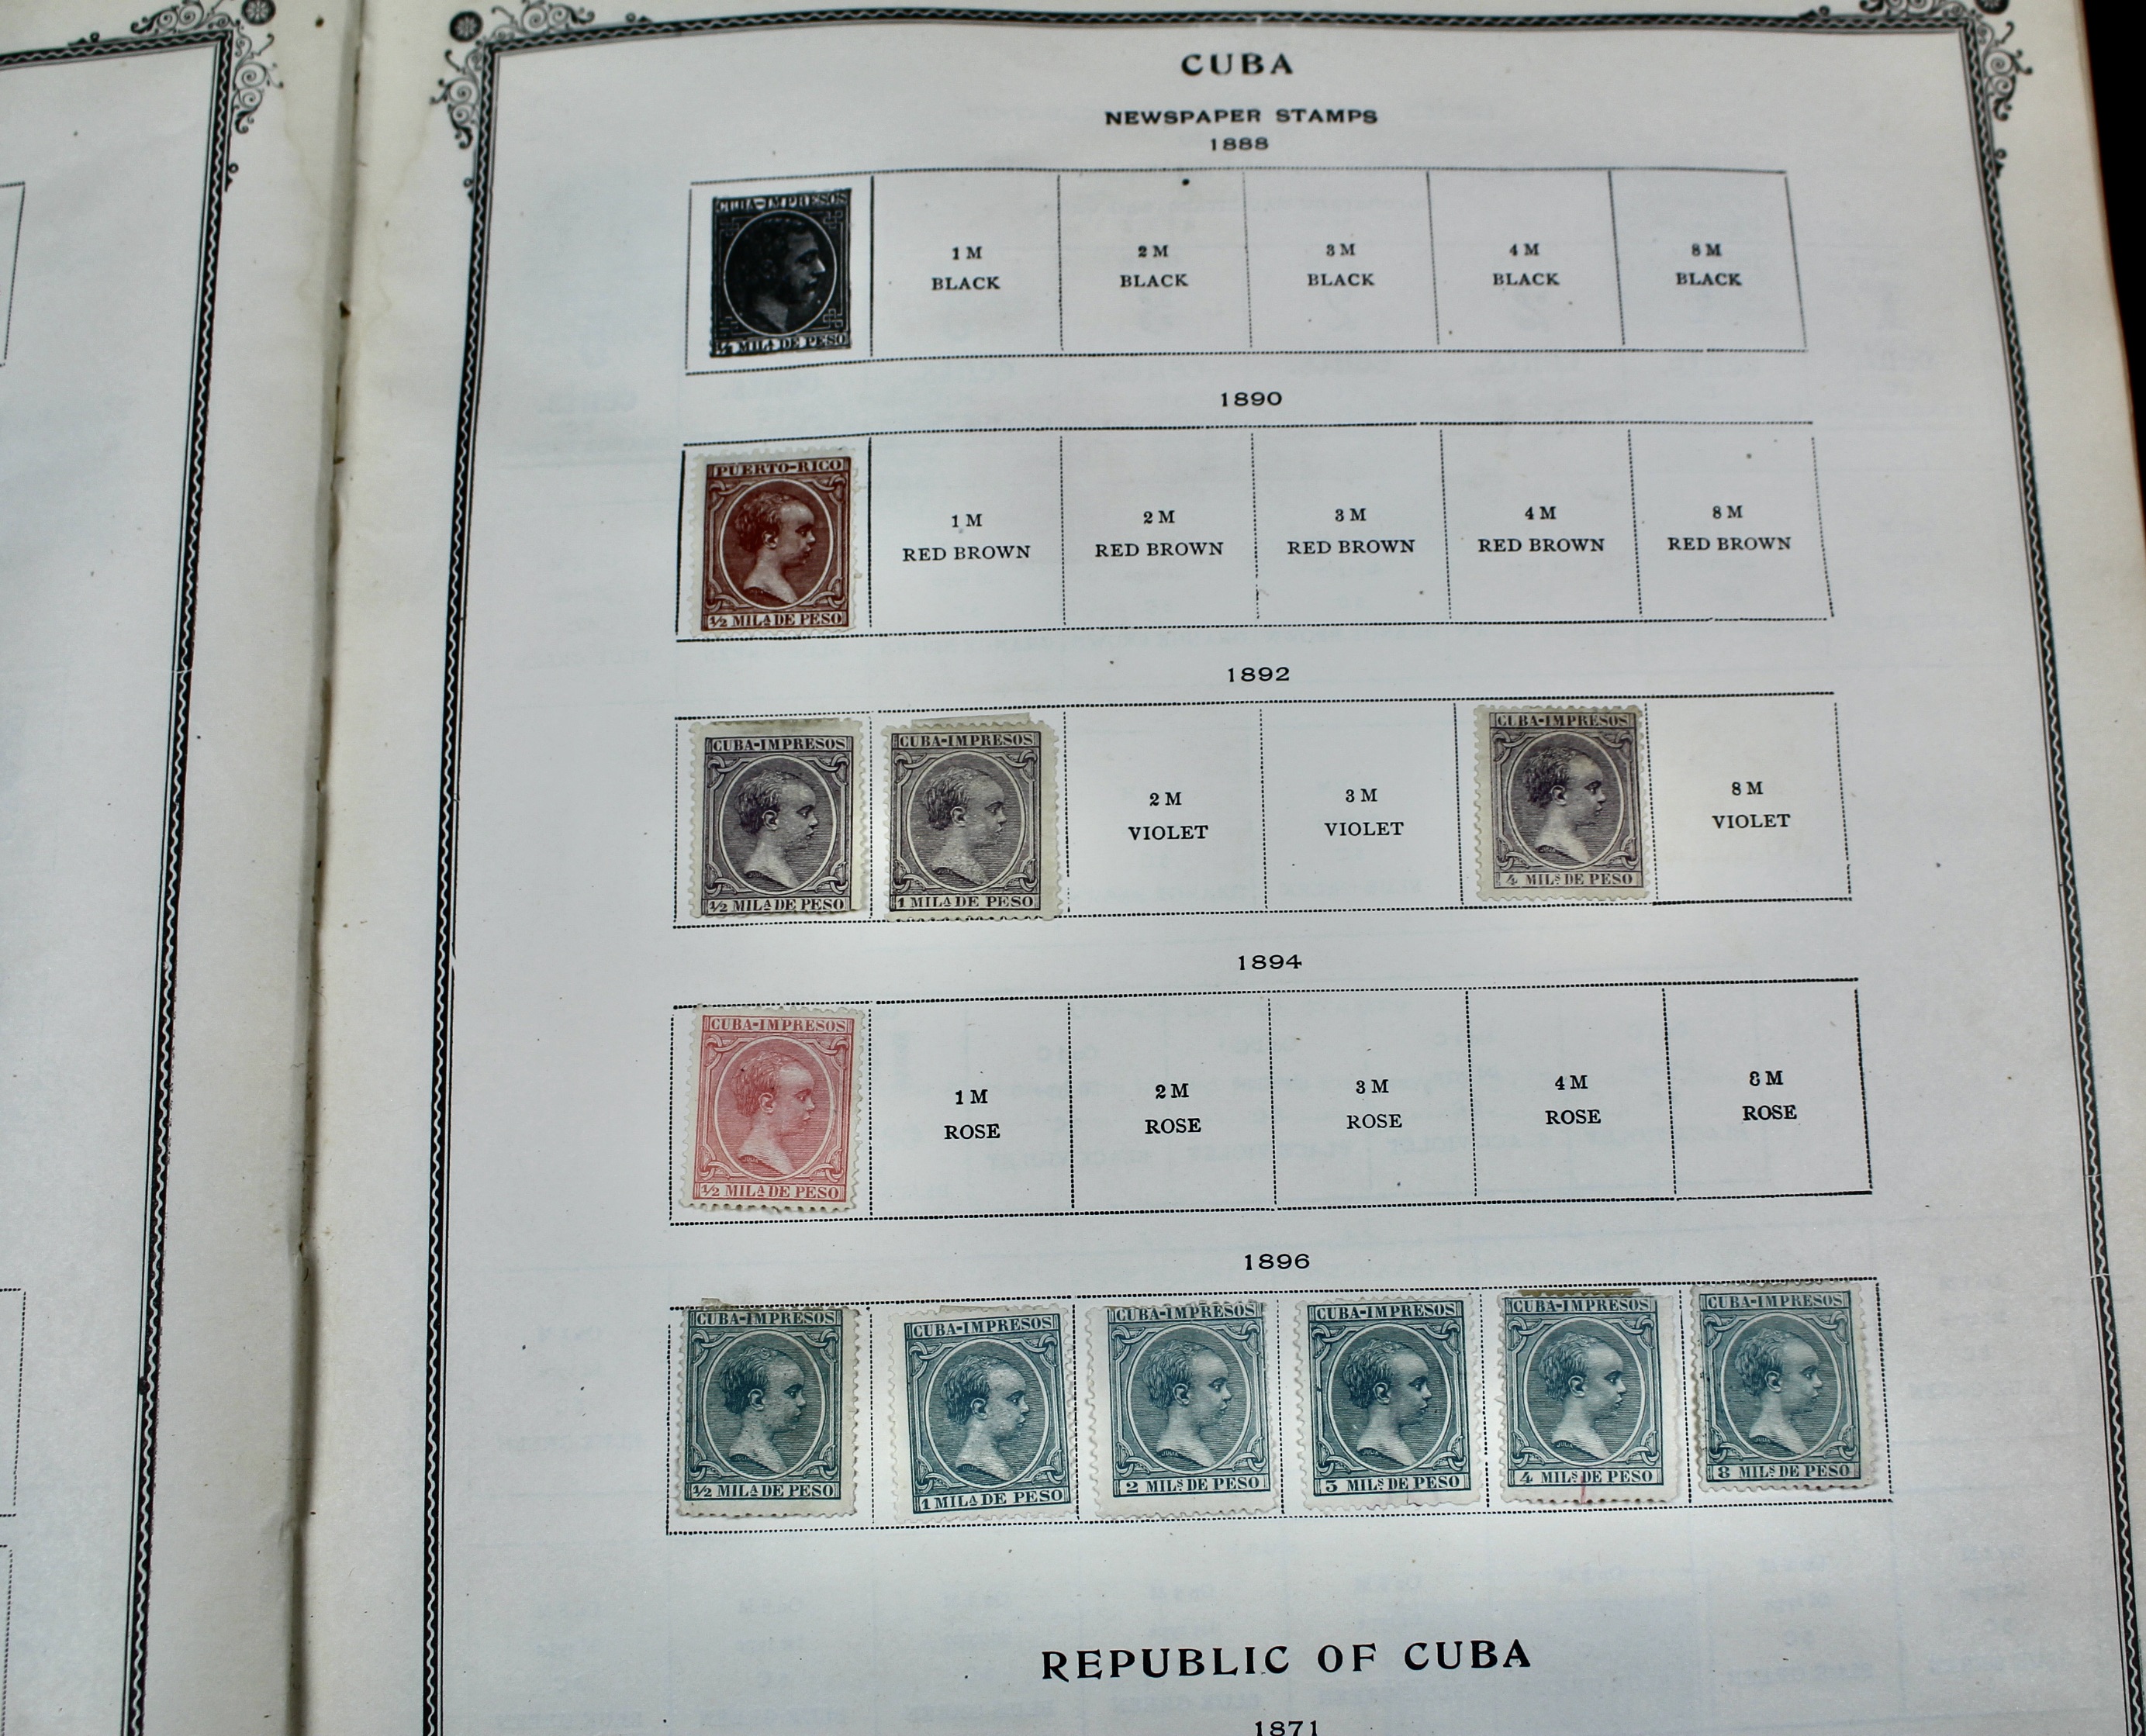 CUBA
NEWSPAPER STAMPS
1888
CUBA-IMPRESOS
½ MILA DE PESO
1 M
BLACK
2 M
BLACK
3 M
BLACK
4 M
BLACK
8 M
BLACK
1890
PUERTO-RICO
½ MILA DE PESO
1 M
RED BROWN
2 M
RED BROWN
3 M
RED BROWN
4 M
RED BROWN
8 M
RED BROWN
1892
CUBA-IMPRESOS
½ MILA DE PESO
CUBA-IMPRESOS
1 MILA DE PESO
2 M
VIOLET
3 M
VIOLET
CUBA-IMPRESOS
4 MILS DE PESO
8 M
VIOLET
1894
CUBA-IMPRESOS
½ MILA DE PESO
1 M
ROSE
2 M
ROSE
3 M
ROSE
4 M
ROSE
8 M
ROSE
1896
CUBA-IMPRESOS
½ MILA DE PESO
CUBA-IMPRESOS
1 MILA DE PESO
CUBA-IMPRESOS
2 MILS DE PESO
CUBA-IMPRESOS
3 MILS DE PESO
CUBA-IMPRESOS
4 MILS DE PESO
CUBA-IMPRESOS
8 MILS DE PESO
REPUBLIC OF CUBA
1871